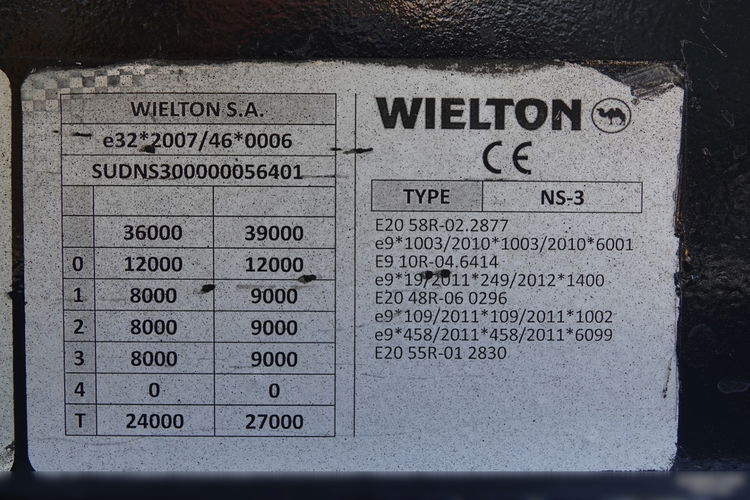 WIELTON S.A.
e32*2007/46*0006
SUDNS300000056401
36000 39000
0 12000 12000
1 8000 9000
2 8000 9000
3 8000 9000
4 0 0
T 24000 27000
WIELTON
CE
TYPE NS-3
E20 58R-02.2877
e9*1003/2010*1003/2010*6001
E9 10R-04.6414
e9*19/2011*249/2012*1400
E20 48R-06 0296
e9*109/2011*109/2011*1002
e9*458/2011*458/2011*6099
E20 55R-01 2830